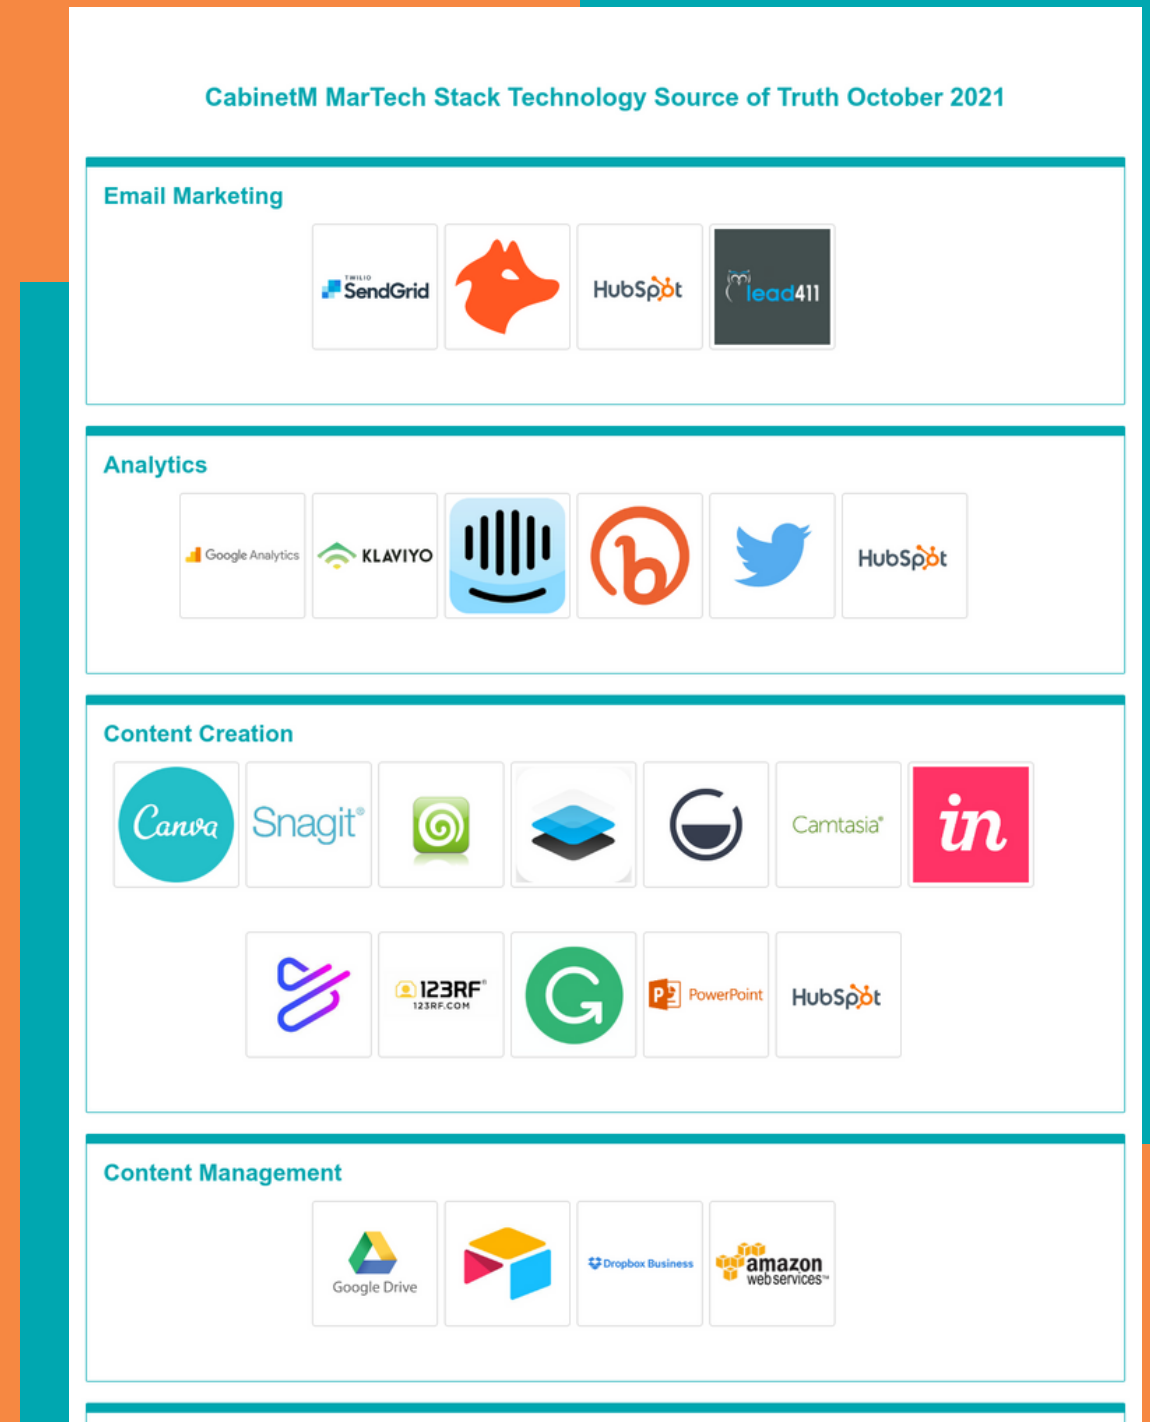 CabinetM MarTech Stack Technology Source of Truth October 2021
Email Marketing
TWILIO
SendGrid
HubSpot
lead411
Analytics
Google Analytics
KLAVIYO
b
HubSpot
Content Creation
Canva
Snagit®
Camtasia®
in
123RF®
123RF.COM
G
P PowerPoint
HubSpot
Content Management
Google Drive
Dropbox Business
amazon
webservices™